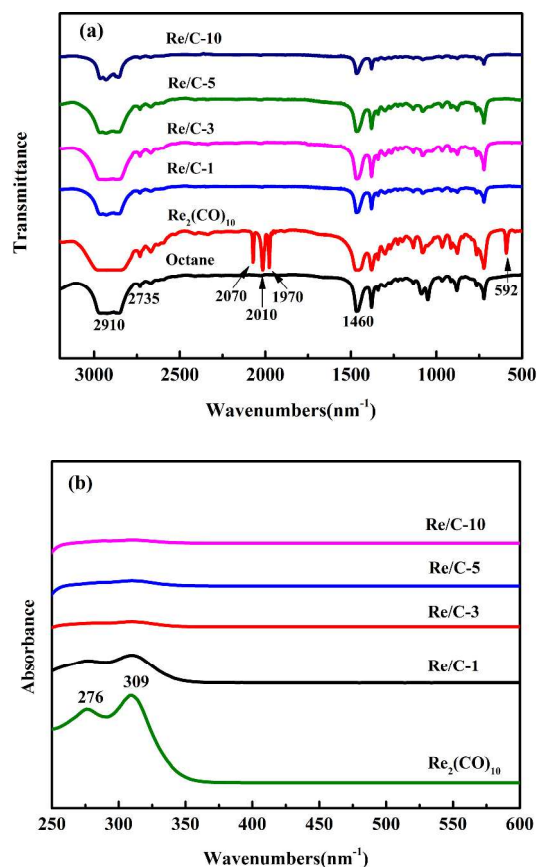 (a)
Re/C-10
Re/C-5
Re/C-3
Re/C-1
Re₂(CO)₁₀
Octane
2070
1970
592
2735
2010
2910
1460
Transmittance
3000 2500 2000 1500 1000 500
Wavenumbers(nm⁻¹)
(b)
Re/C-10
Re/C-5
Re/C-3
Re/C-1
309
276
Re₂(CO)₁₀
Absorbance
250 300 350 400 450 500 550 600
Wavenumbers(nm⁻¹)